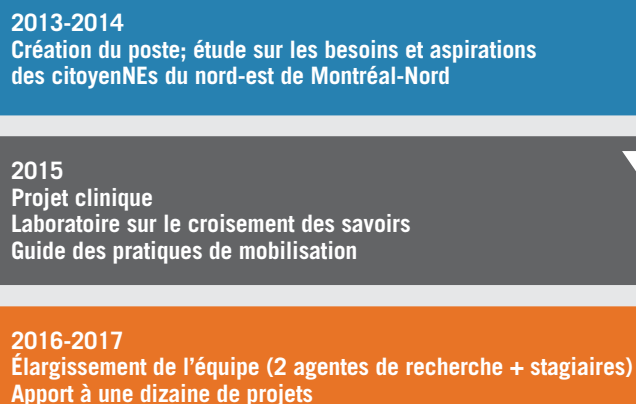 2013-2014
Création du poste; étude sur les besoins et aspirations
des citoyenNEs du nord-est de Montréal-Nord
2015
Projet clinique
Laboratoire sur le croisement des savoirs
Guide des pratiques de mobilisation
2016-2017
Élargissement de l'équipe (2 agentes de recherche + stagiaires)
Apport à une dizaine de projets